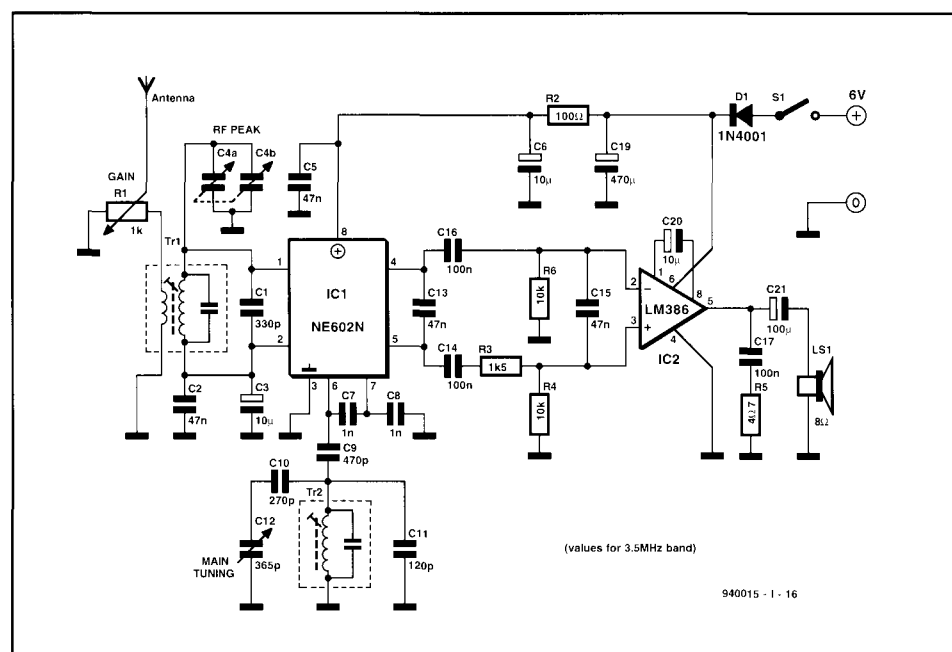 Antenna
RF PEAK
C4a
C4b
GAIN
R1
1k
Tr1
C5
47n
R2
100Ω
D1
1N4001
S1
6V
+
0
C6
10μ
C19
470μ
C1
330p
C2
47n
C3
10μ
8
+
1
2
4
5
3
6
7
IC1
NE602N
C16
100n
C13
47n
C14
100n
R3
1k5
R6
10k
R4
10k
C15
47n
C20
10μ
1
6
8
2
−
3
+
LM386
5
4
IC2
C21
100μ
C17
100n
R5
4Ω7
LS1
8Ω
C7
1n
C8
1n
C9
470p
C10
270p
C12
365p
MAIN
TUNING
Tr2
C11
120p
(values for 3.5MHz band)
940015 - I - 16